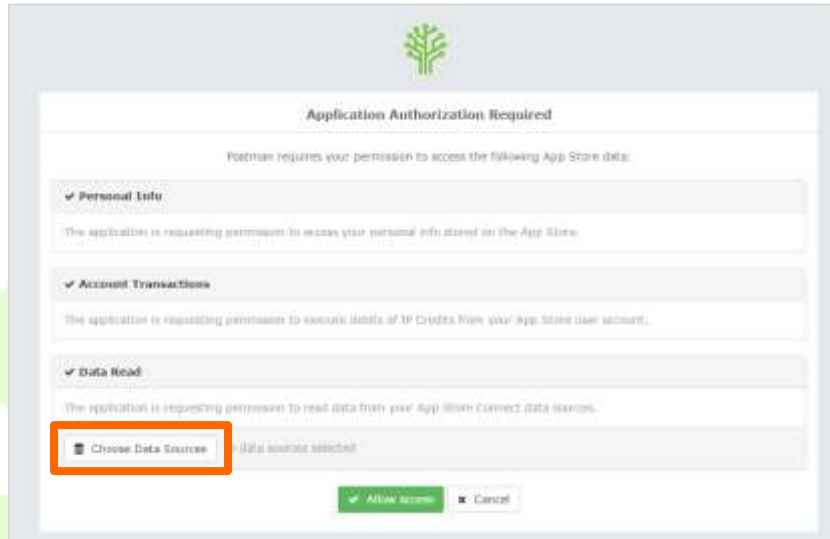 Application Authorization Required
Postman requires your permission to access the following App Store data:
✔ Personal Info
The application is requesting permission to access your personal info stored on the App Store.
✔ Account Transactions
The application is requesting permission to execute debits of IP Credits from your App Store user account.
✔ Data Read
The application is requesting permission to read data from your App Store Connect data sources.
Choose Data Sources data sources selected
✔ Allow access ✖ Cancel